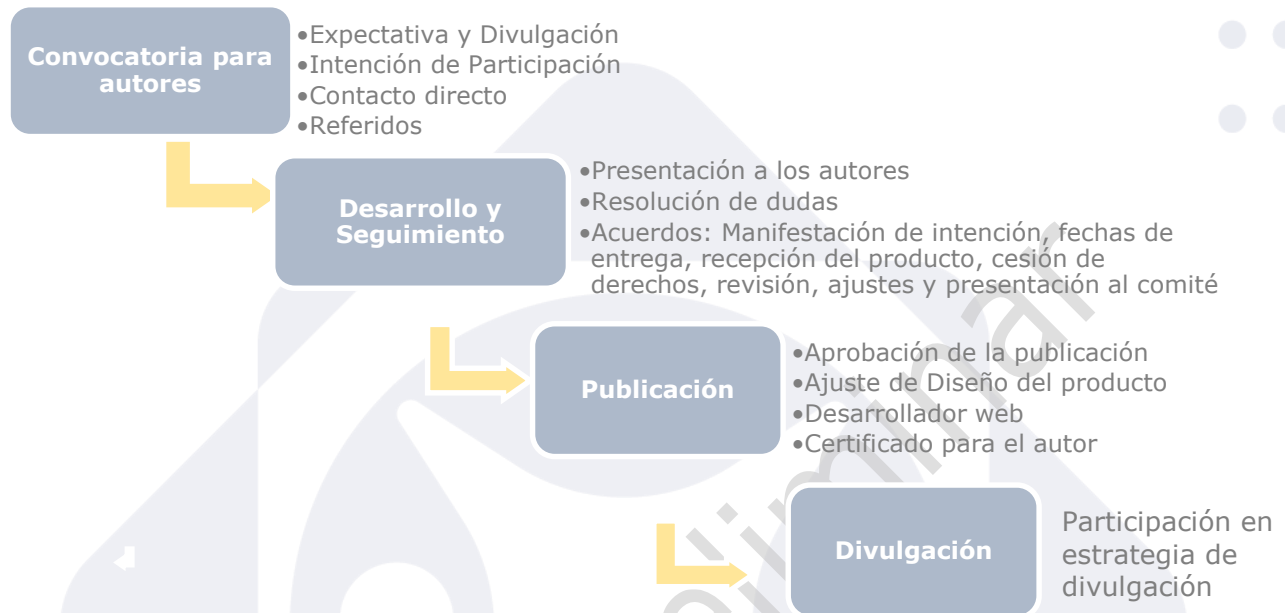 Convocatoria para
autores
•Expectativa y Divulgación
•Intención de Participación
•Contacto directo
•Referidos
Desarrollo y
Seguimiento
•Presentación a los autores
•Resolución de dudas
•Acuerdos: Manifestación de intención, fechas de
entrega, recepción del producto, cesión de
derechos, revisión, ajustes y presentación al comité
Publicación
•Aprobación de la publicación
•Ajuste de Diseño del producto
•Desarrollador web
•Certificado para el autor
Divulgación
Participación en
estrategia de
divulgación